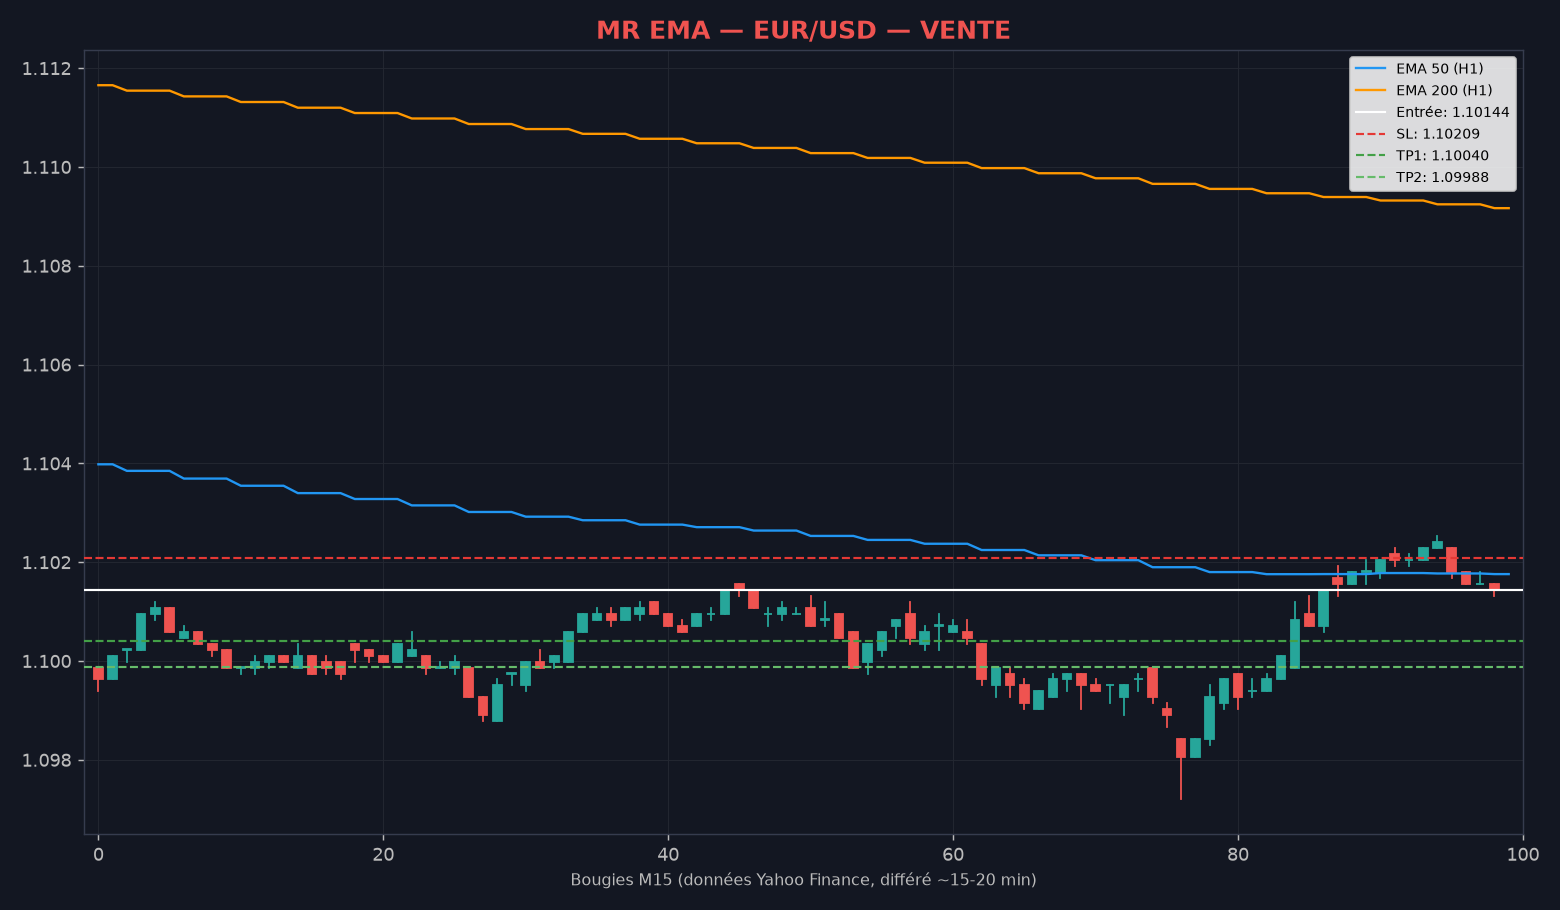 MR EMA — EUR/USD — VENTE
EMA 50 (H1)
EMA 200 (H1)
Entrée: 1.10144
SL: 1.10209
TP1: 1.10040
TP2: 1.09988
1.112
1.110
1.108
1.106
1.104
1.102
1.100
1.098
0 20 40 60 80 100
Bougies M15 (données Yahoo Finance, différé ~15-20 min)